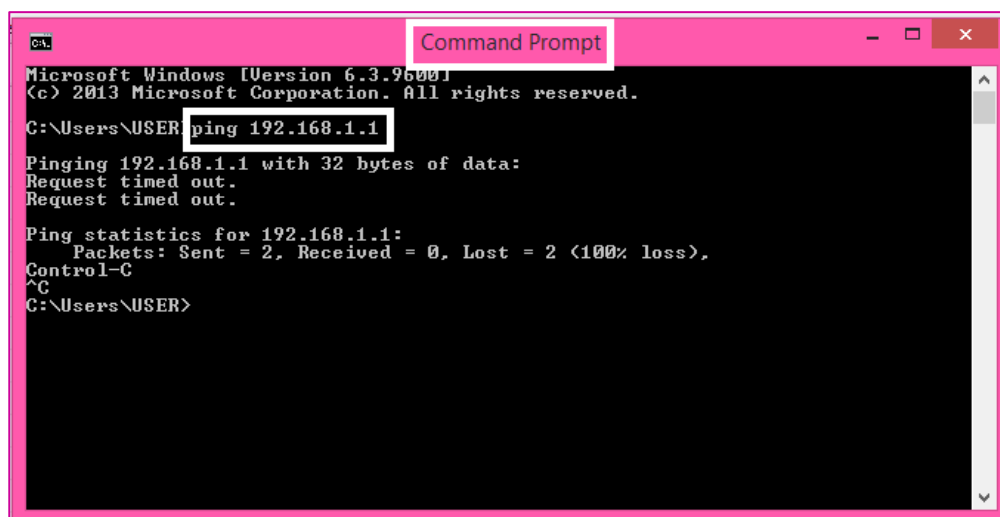 Command Prompt
Microsoft Windows [Version 6.3.9600]
(c) 2013 Microsoft Corporation. All rights reserved.
C:\Users\USER>ping 192.168.1.1
Pinging 192.168.1.1 with 32 bytes of data:
Request timed out.
Request timed out.
Ping statistics for 192.168.1.1:
Packets: Sent = 2, Received = 0, Lost = 2 (100% loss),
Control-C
^C
C:\Users\USER>